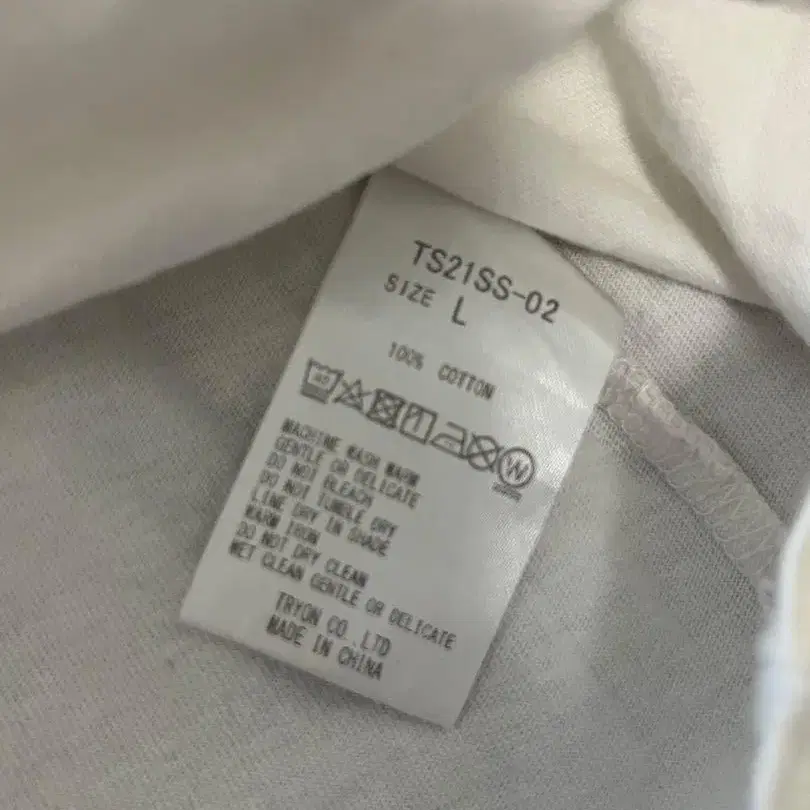 TS21SS-02
SIZE L
100% COTTON
40
W
MACHINE WASH WARM
GENTLE OR DELICATE
DO NOT BLEACH
DO NOT TUMBLE DRY
LINE DRY IN SHADE
WARM IRON
DO NOT DRY CLEAN
WET CLEAN GENTLE OR DELICATE
TRYON CO.,LTD
MADE IN CHINA